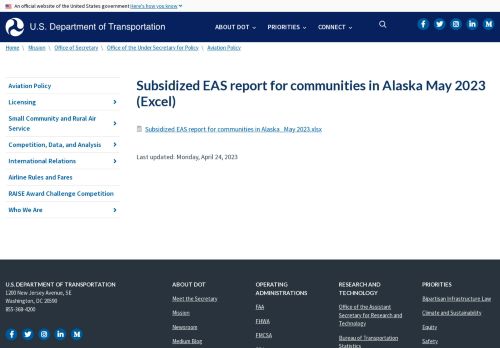 An official website of the United States government Here's how you know
U.S. Department of Transportation
ABOUT DOT
PRIORITIES
CONNECT
Home \ Mission \ Office of Secretary \ Office of the Under Secretary for Policy \ Aviation Policy
Aviation Policy
Licensing
Small Community and Rural Air
Service
Competition, Data, and Analysis
International Relations
Airline Rules and Fares
RAISE Award Challenge Competition
Who We Are
Subsidized EAS report for communities in Alaska May 2023
(Excel)
Subsidized EAS report for communities in Alaska_May 2023.xlsx
Last updated: Monday, April 24, 2023
U.S. DEPARTMENT OF TRANSPORTATION
1200 New Jersey Avenue, SE
Washington, DC 20590
855-368-4200
ABOUT DOT
Meet the Secretary
Mission
Newsroom
Medium Blog
OPERATING
ADMINISTRATIONS
FAA
FHWA
FMCSA
RESEARCH AND
TECHNOLOGY
Office of the Assistant
Secretary for Research and
Technology
Bureau of Transportation
Statistics
PRIORITIES
Bipartisan Infrastructure Law
Climate and Sustainability
Equity
Safety